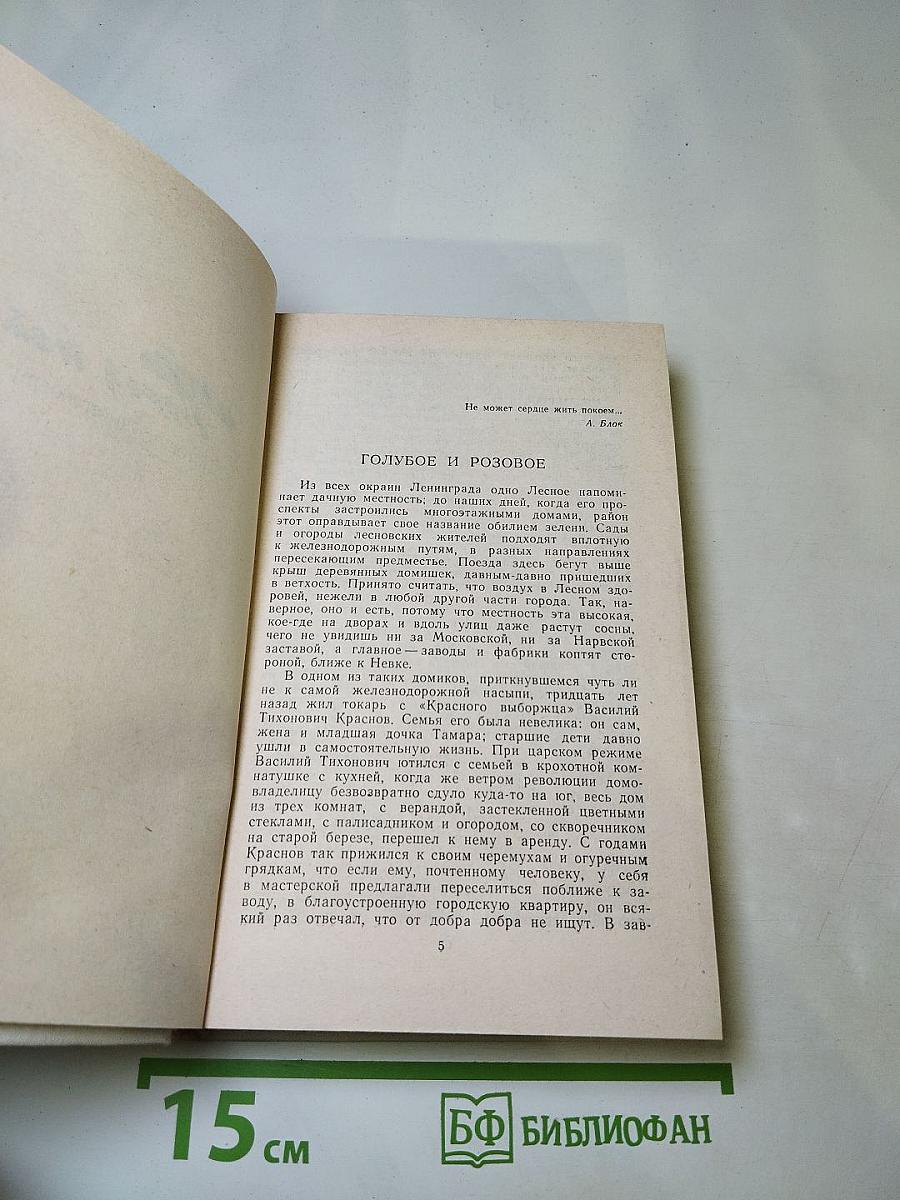 Не может сердце жить покоем...
А. Блок
ГОЛУБОЕ И РОЗОВОЕ
Из всех окраин Ленинграда одно Лесное напоми-
нает дачную местность; до наших дней, когда его про-
спекты застроились многоэтажными домами, район
этот оправдывает свое название обилием зелени. Сады
и огороды лесновских жителей подходят вплотную
к железнодорожным путям, в разных направлениях
пересекающим предместье. Поезда здесь бегут выше
крыш деревянных домишек, давным-давно пришедших
в ветхость. Принято считать, что воздух в Лесном здо-
ровей, нежели в любой другой части города. Так, на-
верное, оно и есть, потому что местность эта высокая,
кое-где на дворах и вдоль улиц даже растут сосны,
чего не увидишь ни за Московской, ни за Нарвской
заставой, а главное — заводы и фабрики коптят сто-
роной, ближе к Невке.
В одном из таких домиков, приткнувшемся чуть ли
не к самой железнодорожной насыпи, тридцать лет
назад жил токарь с «Красного выборжца» Василий
Тихонович Краснов. Семья его была невелика: он сам,
жена и младшая дочка Тамара; старшие дети давно
ушли в самостоятельную жизнь. При царском режиме
Василий Тихонович ютился с семьей в крохотной ком-
натушке с кухней, когда же ветром революции домо-
владелицу безвозвратно сдуло куда-то на юг, весь дом
из трех комнат, с верандой, застекленной цветными
стеклами, с палисадником и огородом, со скворечником
на старой березе, перешел к нему в аренду. С годами
Краснов так прижился к своим черемухам и огуречным
грядкам, что если ему, почтенному человеку, у себя
в мастерской предлагали переселиться поближе к за-
воду, в благоустроенную городскую квартиру, он вся-
кий раз отвечал, что от добра добра не ищут. В зав-
5
15 см
БФ БИБЛИОФАН